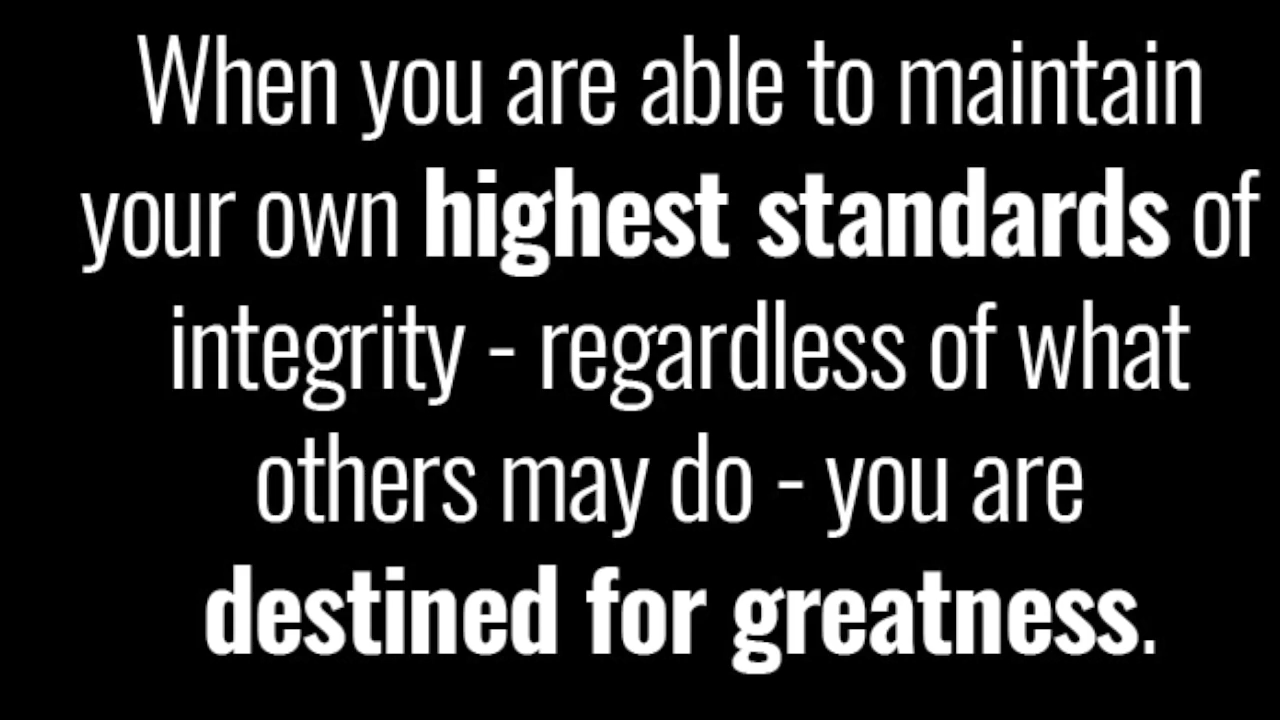 When you are able to maintain
your own highest standards of
integrity - regardless of what
others may do - you are
destined for greatness.